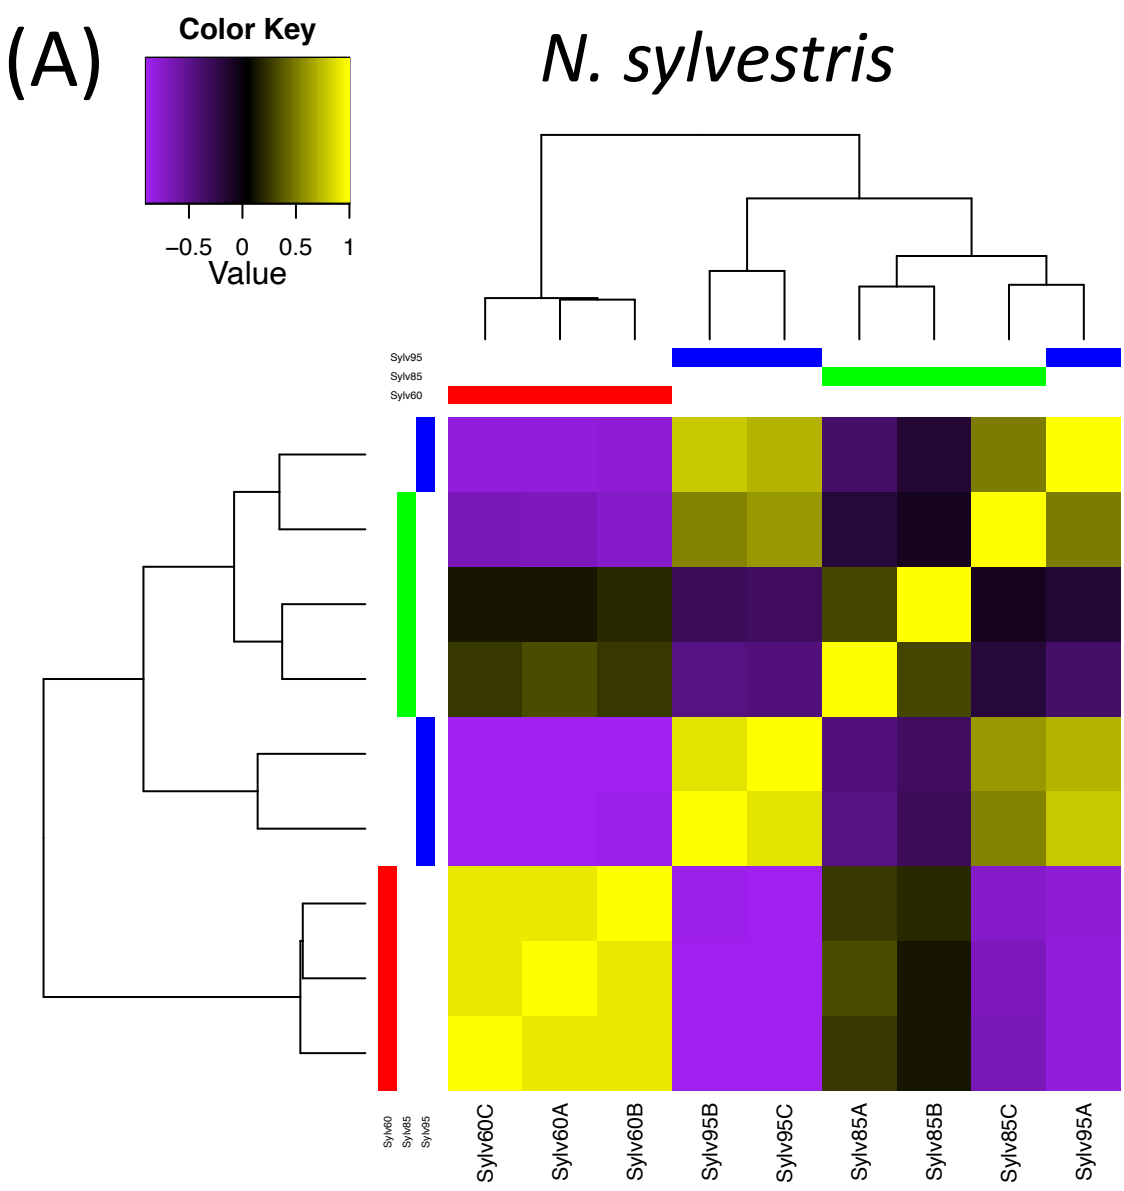 (A)
Color Key
N. sylvestris
−0.5 0 0.5 1
Value
Sylv95
Sylv85
Sylv60
Sylv60
Sylv85
Sylv95
Sylv60C
Sylv60A
Sylv60B
Sylv95B
Sylv95C
Sylv85A
Sylv85B
Sylv85C
Sylv95A